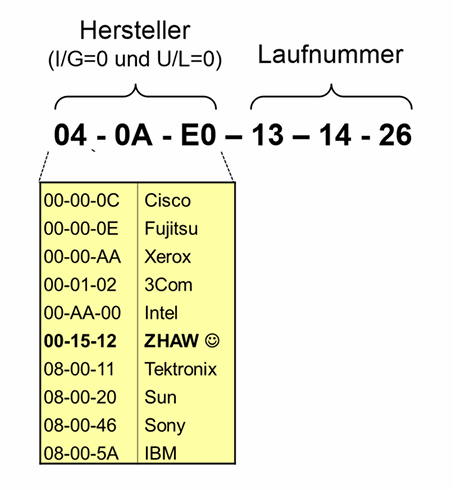 Hersteller
(I/G=0 und U/L=0)
Laufnummer
04 - 0A - E0 – 13 – 14 - 26
00-00-0C Cisco
00-00-0E Fujitsu
00-00-AA Xerox
00-01-02 3Com
00-AA-00 Intel
00-15-12 ZHAW ☺
08-00-11 Tektronix
08-00-20 Sun
08-00-46 Sony
08-00-5A IBM